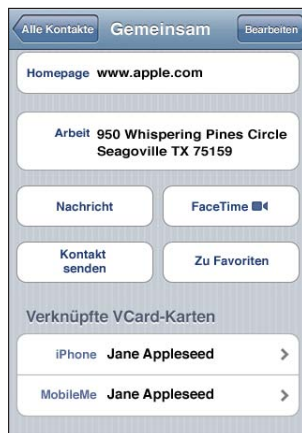 Alle Kontakte Gemeinsam Bearbeiten
Homepage www.apple.com
Arbeit 950 Whispering Pines Circle
Seagoville TX 75159
Nachricht FaceTime
Kontakt
senden
Zu Favoriten
Verknüpfte VCard-Karten
iPhone Jane Appleseed
MobileMe Jane Appleseed